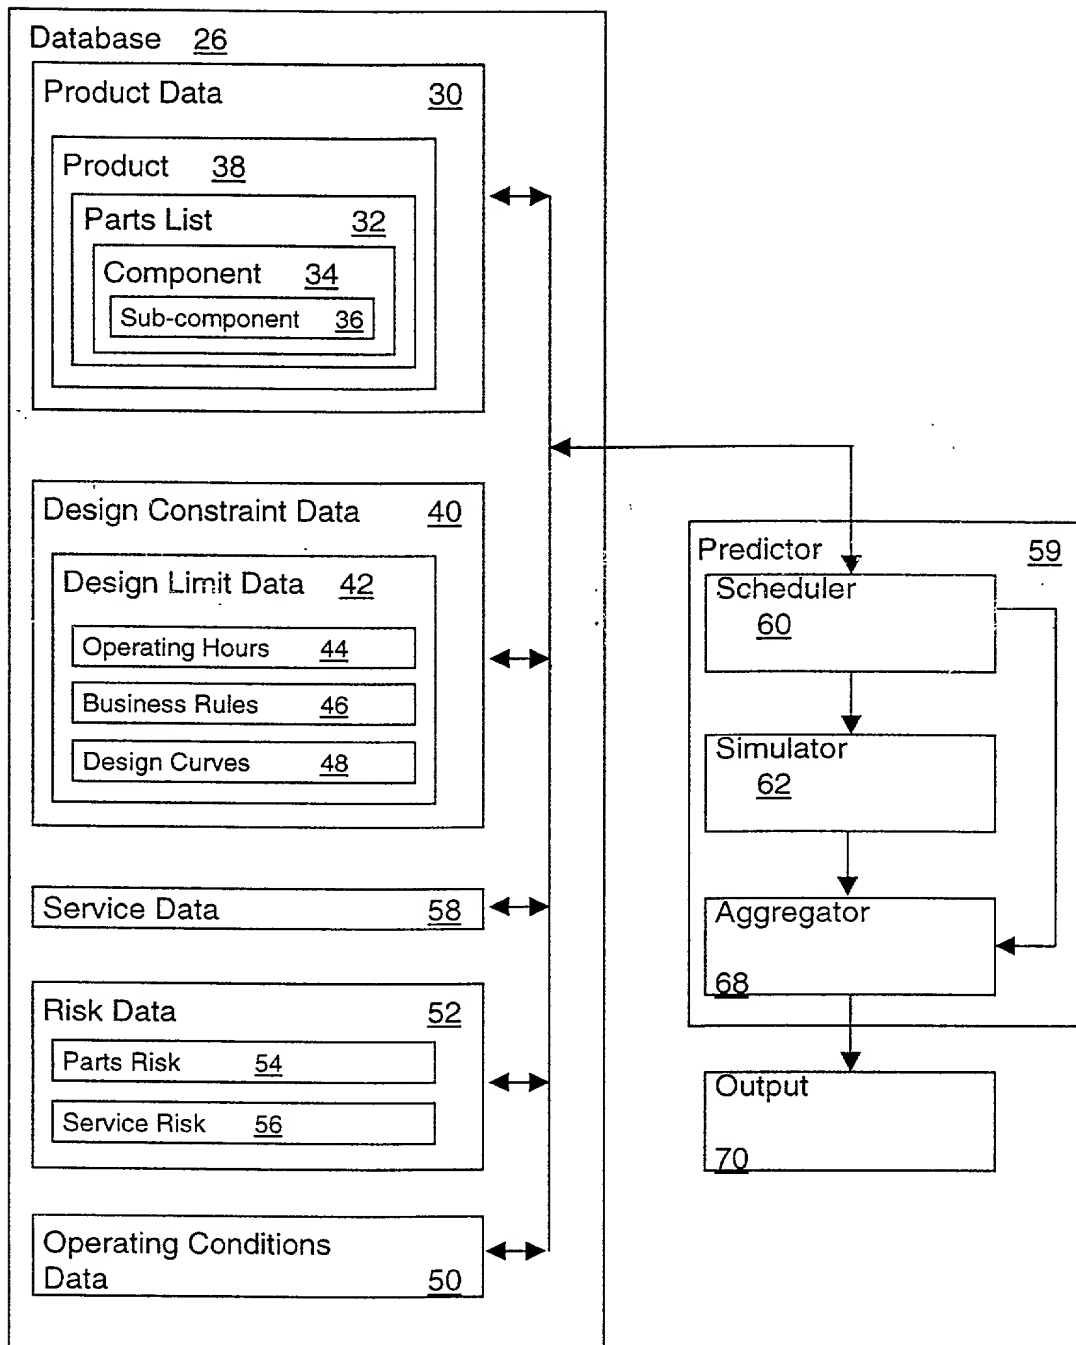 Database 26
Product Data 30
Product 38
Parts List 32
Component 34
Sub-component 36
Design Constraint Data 40
Design Limit Data 42
Operating Hours 44
Business Rules 46
Design Curves 48
Service Data 58
Risk Data 52
Parts Risk 54
Service Risk 56
Operating Conditions
Data 50
Predictor 59
Scheduler
60
Simulator
62
Aggregator
68
Output
70